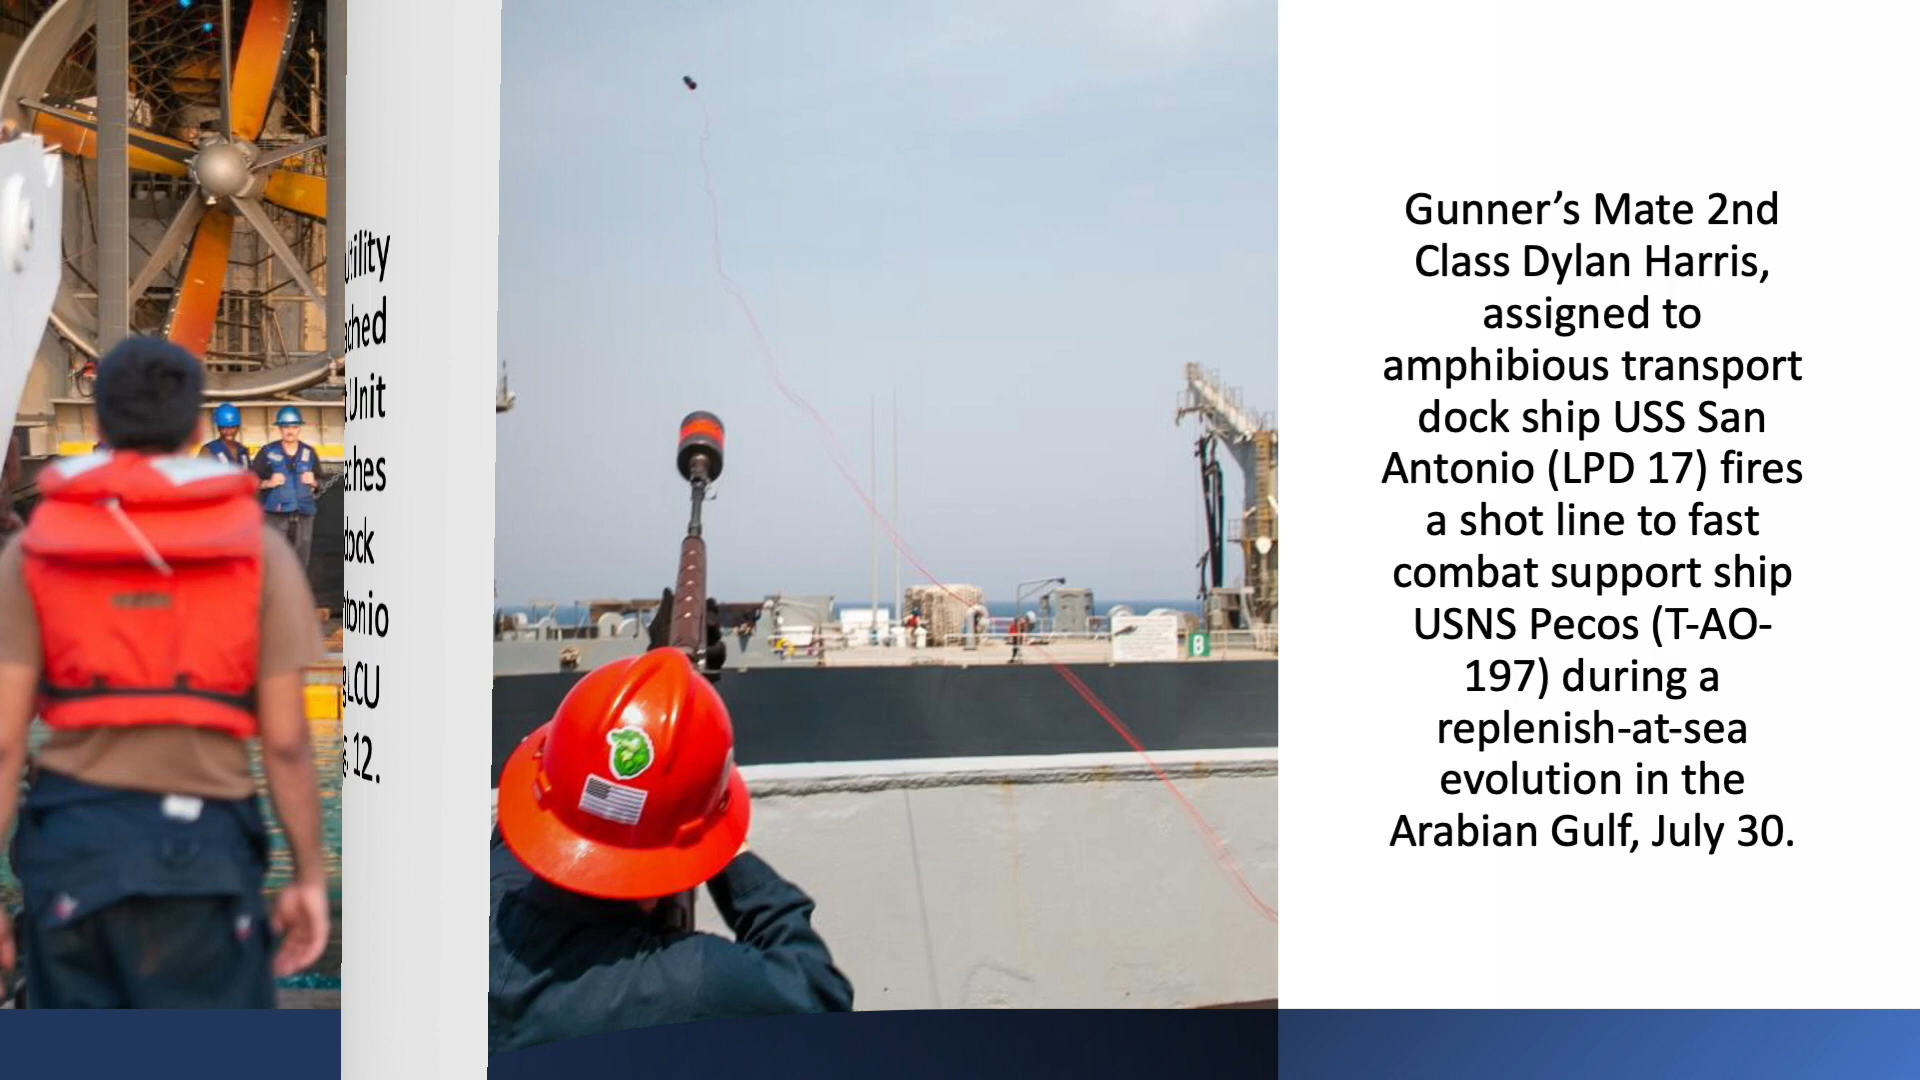 12.
Gunner’s Mate 2nd
Class Dylan Harris,
assigned to
amphibious transport
dock ship USS San
Antonio (LPD 17) fires
a shot line to fast
combat support ship
USNS Pecos (T-AO-
197) during a
replenish-at-sea
evolution in the
Arabian Gulf, July 30.
8